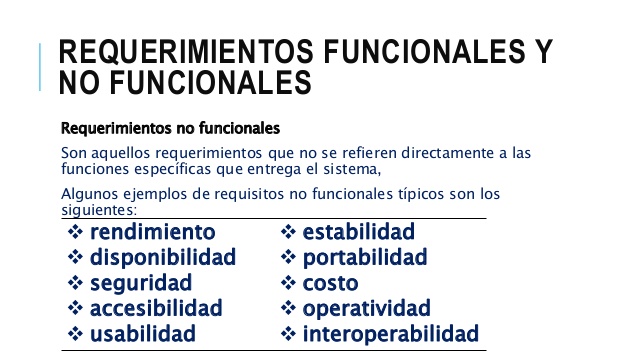 REQUERIMIENTOS FUNCIONALES Y
NO FUNCIONALES
Requerimientos no funcionales
Son aquellos requerimientos que no se refieren directamente a las
funciones específicas que entrega el sistema,
Algunos ejemplos de requisitos no funcionales típicos son los
siguientes:
❖ rendimiento
❖ disponibilidad
❖ seguridad
❖ accesibilidad
❖ usabilidad
❖ estabilidad
❖ portabilidad
❖ costo
❖ operatividad
❖ interoperabilidad